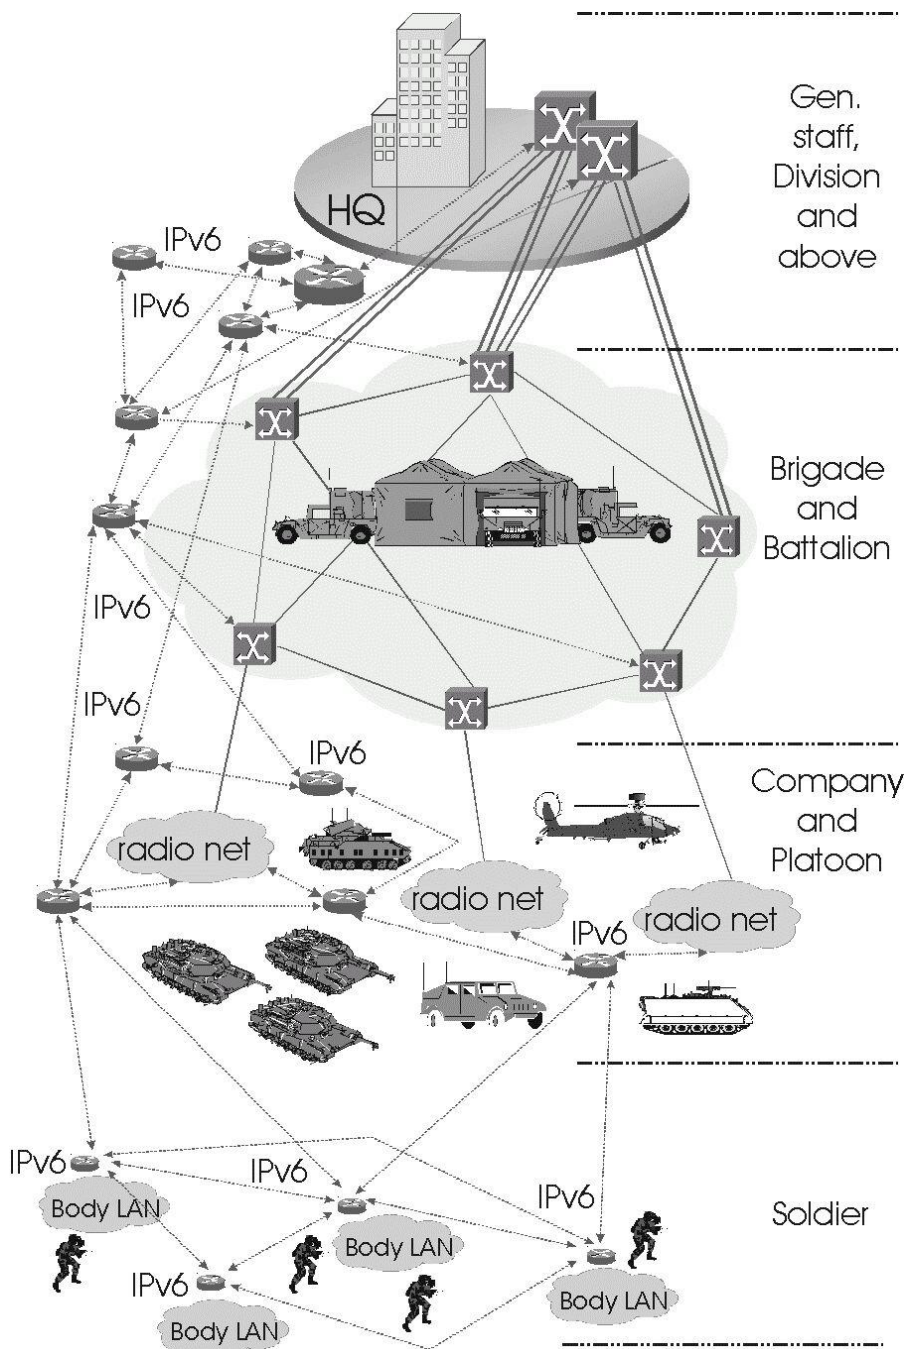 Gen.
staff,
Division
and
above
HQ
IPv6
IPv6
Brigade
and
Battalion
IPv6
IPv6
IPv6
Company
and
Platoon
radio net
radio net
radio net
IPv6
IPv6
IPv6
IPv6
Soldier
Body LAN
Body LAN
IPv6
Body LAN
Body LAN